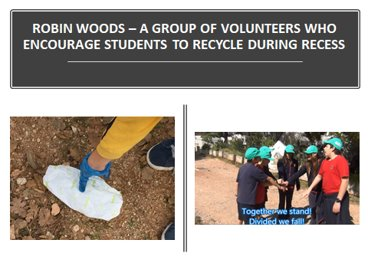 ROBIN WOODS – A GROUP OF VOLUNTEERS WHO
ENCOURAGE STUDENTS TO RECYCLE DURING RECESS
Together we stand!
Divided we fall!